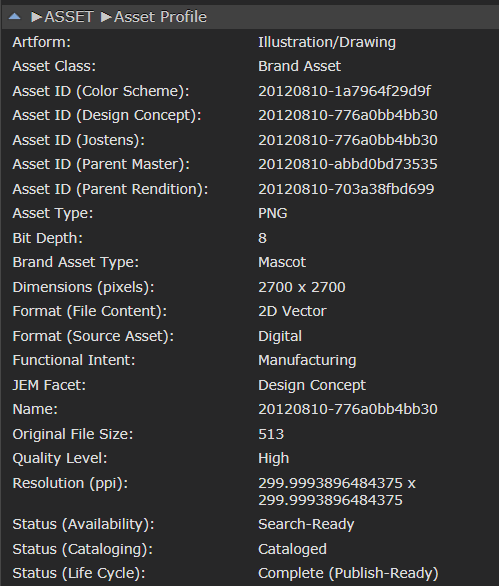 ►ASSET ►Asset Profile
Artform: Illustration/Drawing
Asset Class: Brand Asset
Asset ID (Color Scheme): 20120810-1a7964f29d9f
Asset ID (Design Concept): 20120810-776a0bb4bb30
Asset ID (Jostens): 20120810-776a0bb4bb30
Asset ID (Parent Master): 20120810-abbd0bd73535
Asset ID (Parent Rendition): 20120810-703a38fbd699
Asset Type: PNG
Bit Depth: 8
Brand Asset Type: Mascot
Dimensions (pixels): 2700 x 2700
Format (File Content): 2D Vector
Format (Source Asset): Digital
Functional Intent: Manufacturing
JEM Facet: Design Concept
Name: 20120810-776a0bb4bb30
Original File Size: 513
Quality Level: High
Resolution (ppi): 299.9993896484375 x
299.9993896484375
Status (Availability): Search-Ready
Status (Cataloging): Cataloged
Status (Life Cycle): Complete (Publish-Ready)